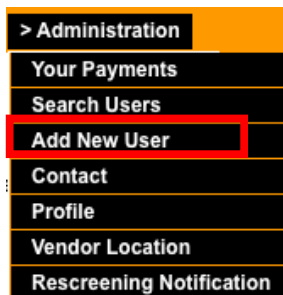 > Administration
Your Payments
Search Users
Add New User
Contact
Profile
Vendor Location
Rescreening Notification